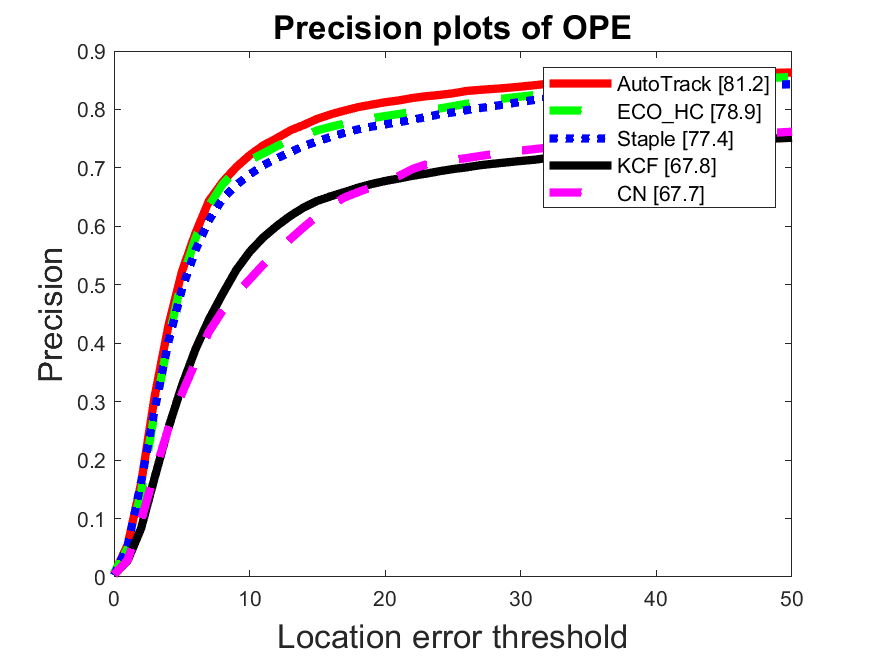 Precision plots of OPE
0.9
0.8
0.7
0.6
0.5
0.4
0.3
0.2
0.1
0
Precision
AutoTrack [81.2]
ECO_HC [78.9]
Staple [77.4]
KCF [67.8]
CN [67.7]
0 10 20 30 40 50
Location error threshold